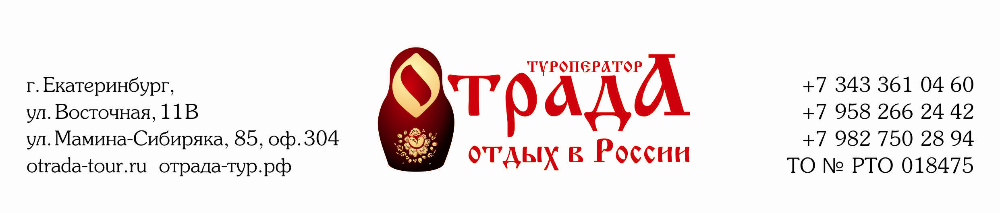 г. Екатеринбург,
ул. Восточная, 11В
ул. Мамина-Сибиряка, 85, оф. 304
otrada-tour.ru отрада-тур.рф
туроператор
ОтрадА
отдых в России
+7 343 361 04 60
+7 958 266 24 42
+7 982 750 28 94
ТО № РТО 018475